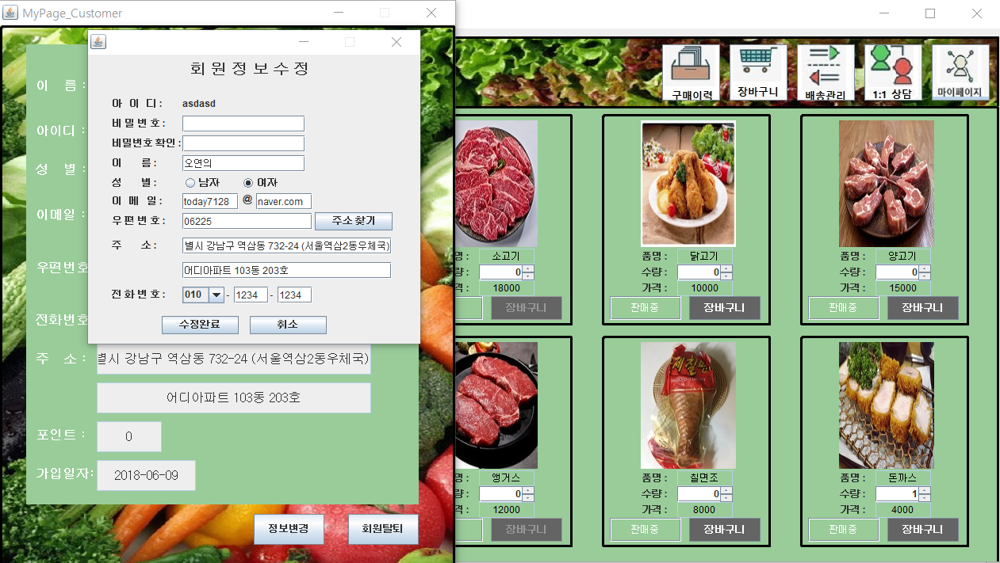 MyPage_Customer
이 름 :
아이디 :
성 별 :
이메일 :
우편번호
전화번호
주 소 :
별시 강남구 역삼동 732-24 (서울역삼2동우체국)
어디아파트 103동 203호
포인트 : 0
가입일자: 2018-06-09
정보변경 회원탈퇴
회 원 정 보 수 정
아 이 디 : asdasd
비 밀 번 호 :
비밀번호 확인 :
이 름 : 오연의
성 별 : 남자 여자
이 메 일 : today7128 @ naver.com
우 편 번 호 : 06225 주소 찾기
주 소 : 별시 강남구 역삼동 732-24 (서울역삼2동우체국)
어디아파트 103동 203호
전 화 번 호 : 010 - 1234 - 1234
수정완료 취소
구매이력 장바구니 배송관리 1:1 상담 마이페이지
명 : 소고기
량 : 0
격 : 18000
장바구니
품명 : 닭고기
수량 : 0
가격 : 10000
판매중 장바구니
품명 : 양고기
수량 : 0
가격 : 15000
판매중 장바구니
명 : 앵거스
량 : 0
격 : 12000
장바구니
품명 : 칠면조
수량 : 0
가격 : 8000
판매중 장바구니
품명 : 돈까스
수량 : 1
가격 : 4000
판매중 장바구니